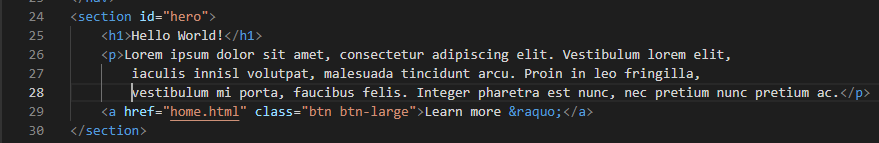 23 </nav>
24 <section id="hero">
25 <h1>Hello World!</h1>
26 <p>Lorem ipsum dolor sit amet, consectetur adipiscing elit. Vestibulum lorem elit,
27 iaculis innisl volutpat, malesuada tincidunt arcu. Proin in leo fringilla,
28 vestibulum mi porta, faucibus felis. Integer pharetra est nunc, nec pretium nunc pretium ac.</p>
29 <a href="home.html" class="btn btn-large">Learn more &raquo;</a>
30 </section>